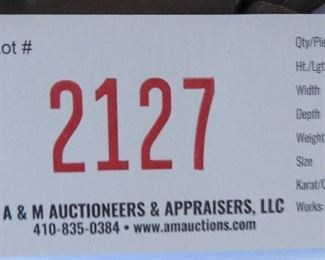 Lot #
2127
A & M AUCTIONEERS & APPRAISERS, LLC
410-835-0384 • www.amauctions.com
Qty/Pie
Ht./Lgt
Width
Depth
Weight
Size
Karat/C
Works: